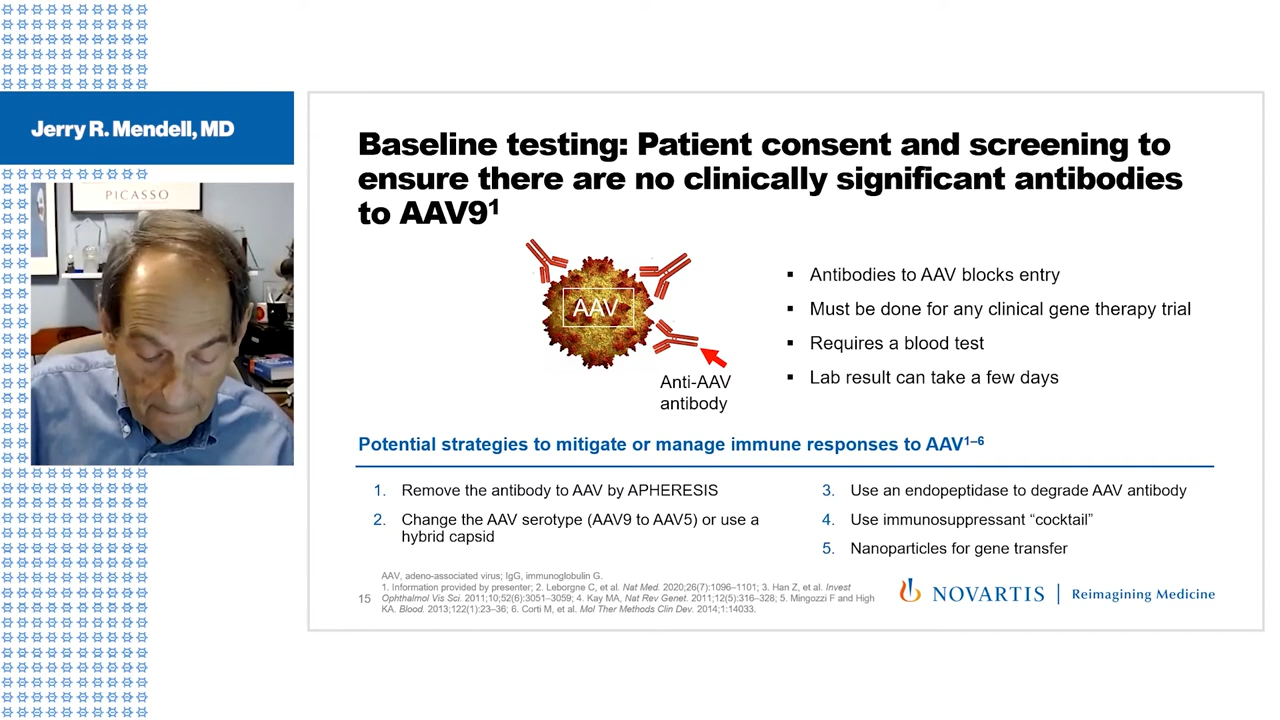 Jerry R. Mendell, MD
PICASSO
Baseline testing: Patient consent and screening to
ensure there are no clinically significant antibodies
to AAV9¹
AAV
Anti-AAV
antibody
▪ Antibodies to AAV blocks entry
▪ Must be done for any clinical gene therapy trial
▪ Requires a blood test
▪ Lab result can take a few days
Potential strategies to mitigate or manage immune responses to AAV¹⁻⁶
1. Remove the antibody to AAV by APHERESIS
2. Change the AAV serotype (AAV9 to AAV5) or use a
hybrid capsid
3. Use an endopeptidase to degrade AAV antibody
4. Use immunosuppressant “cocktail”
5. Nanoparticles for gene transfer
AAV, adeno-associated virus; IgG, immunoglobulin G.
1. Information provided by presenter; 2. Leborgne C, et al. Nat Med. 2020;26(7):1096–1101; 3. Han Z, et al. Invest
Ophthalmol Vis Sci. 2011;10;52(6):3051–3059; 4. Kay MA, Nat Rev Genet. 2011;12(5):316–328; 5. Mingozzi F and High
KA. Blood. 2013;122(1):23–36; 6. Corti M, et al. Mol Ther Methods Clin Dev. 2014;1:14033.
15
NOVARTIS | Reimagining Medicine